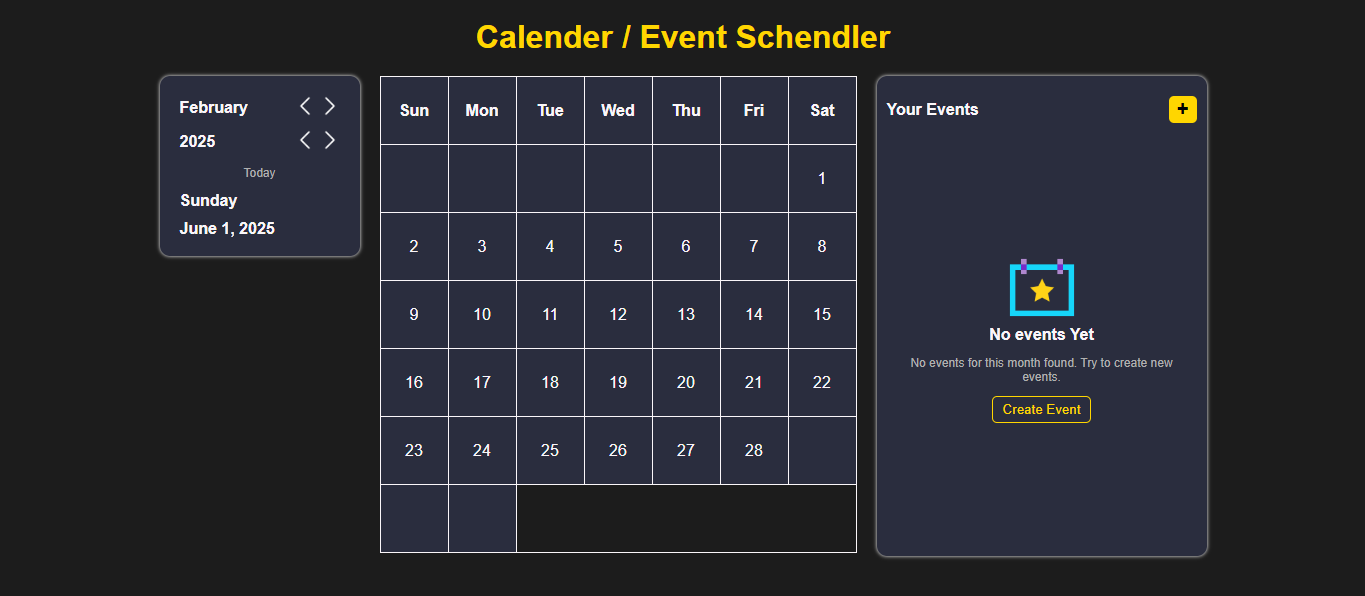 Calender / Event Schendler
February
2025
Today
Sunday
June 1, 2025
Sun Mon Tue Wed Thu Fri Sat
1
2 3 4 5 6 7 8
9 10 11 12 13 14 15
16 17 18 19 20 21 22
23 24 25 26 27 28
Your Events
+
No events Yet
No events for this month found. Try to create new
events.
Create Event